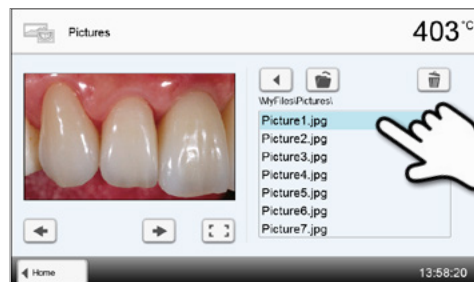 Pictures
403°C
\MyFiles\Pictures\
Picture1.jpg
Picture2.jpg
Picture3.jpg
Picture4.jpg
Picture5.jpg
Picture6.jpg
Picture7.jpg
Home
13:58:20